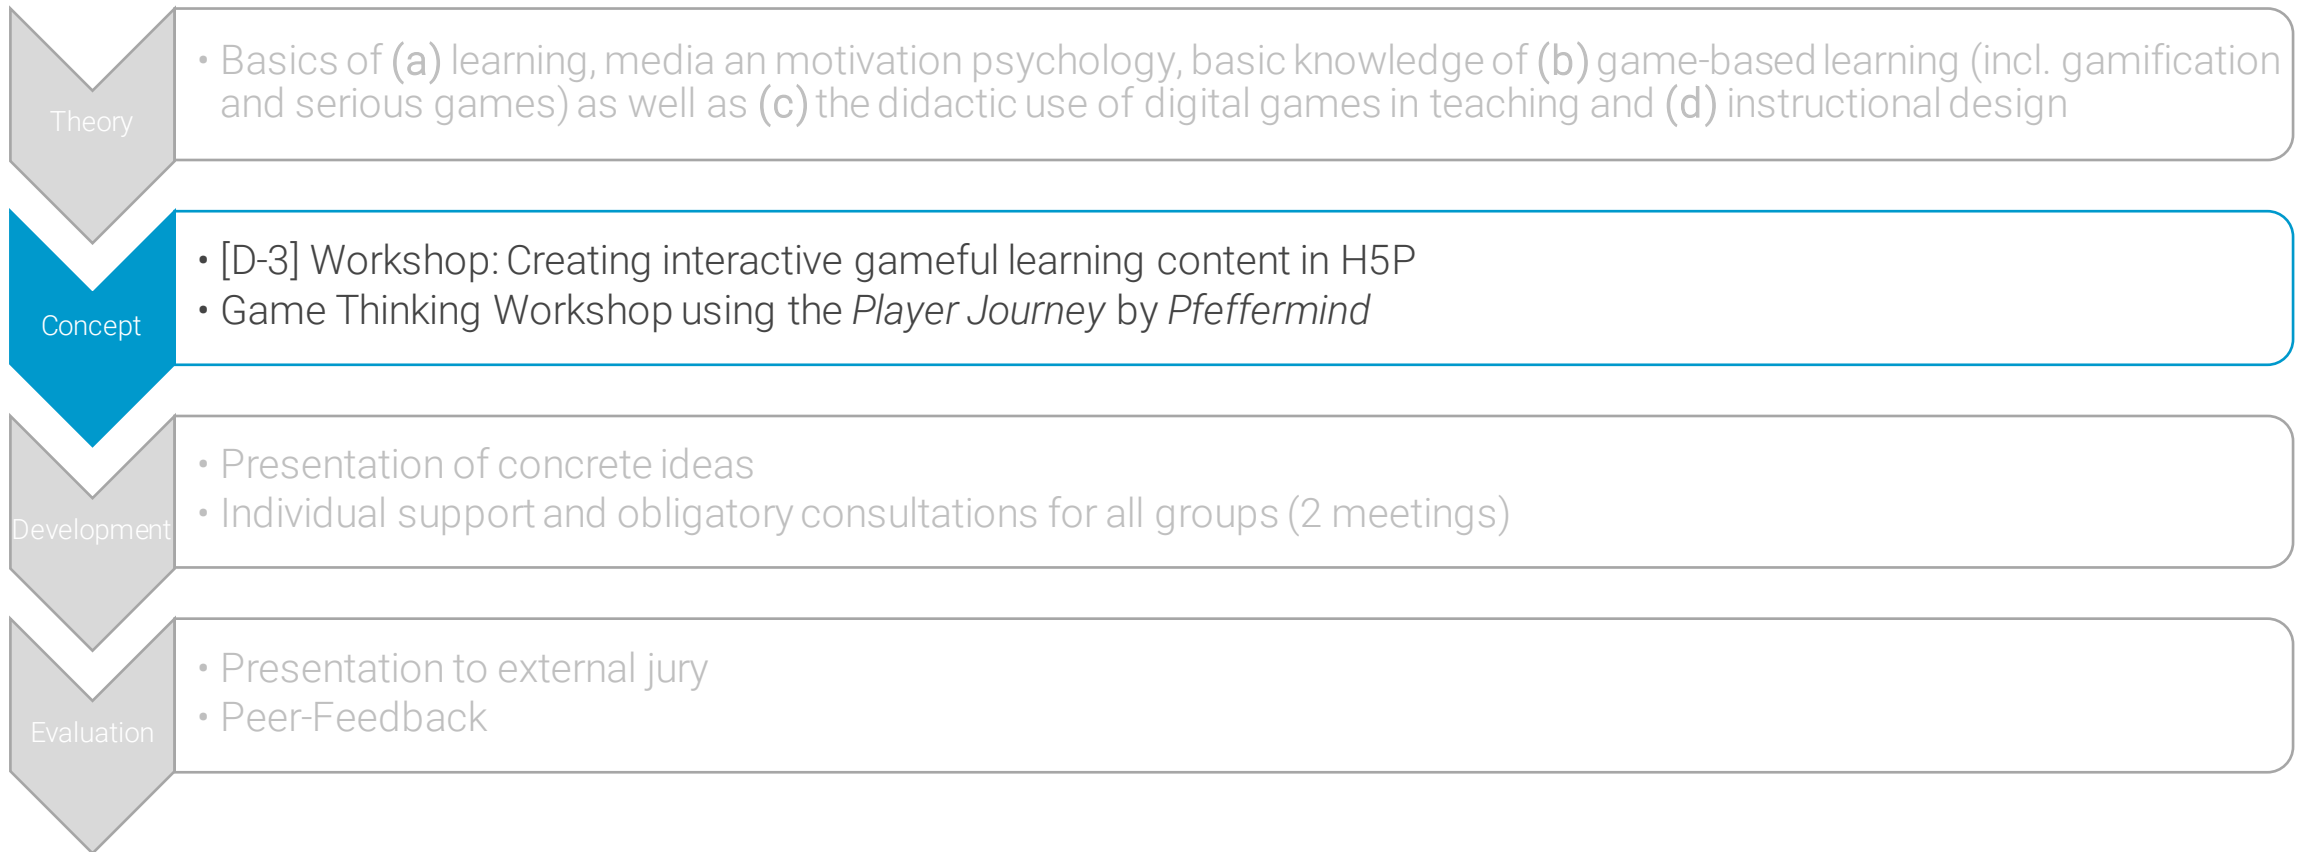 Theory
• Basics of (a) learning, media an motivation psychology, basic knowledge of (b) game-based learning (incl. gamification
and serious games) as well as (c) the didactic use of digital games in teaching and (d) instructional design
Concept
• [D-3] Workshop: Creating interactive gameful learning content in H5P
• Game Thinking Workshop using the Player Journey by Pfeffermind
Development
• Presentation of concrete ideas
• Individual support and obligatory consultations for all groups (2 meetings)
Evaluation
• Presentation to external jury
• Peer-Feedback